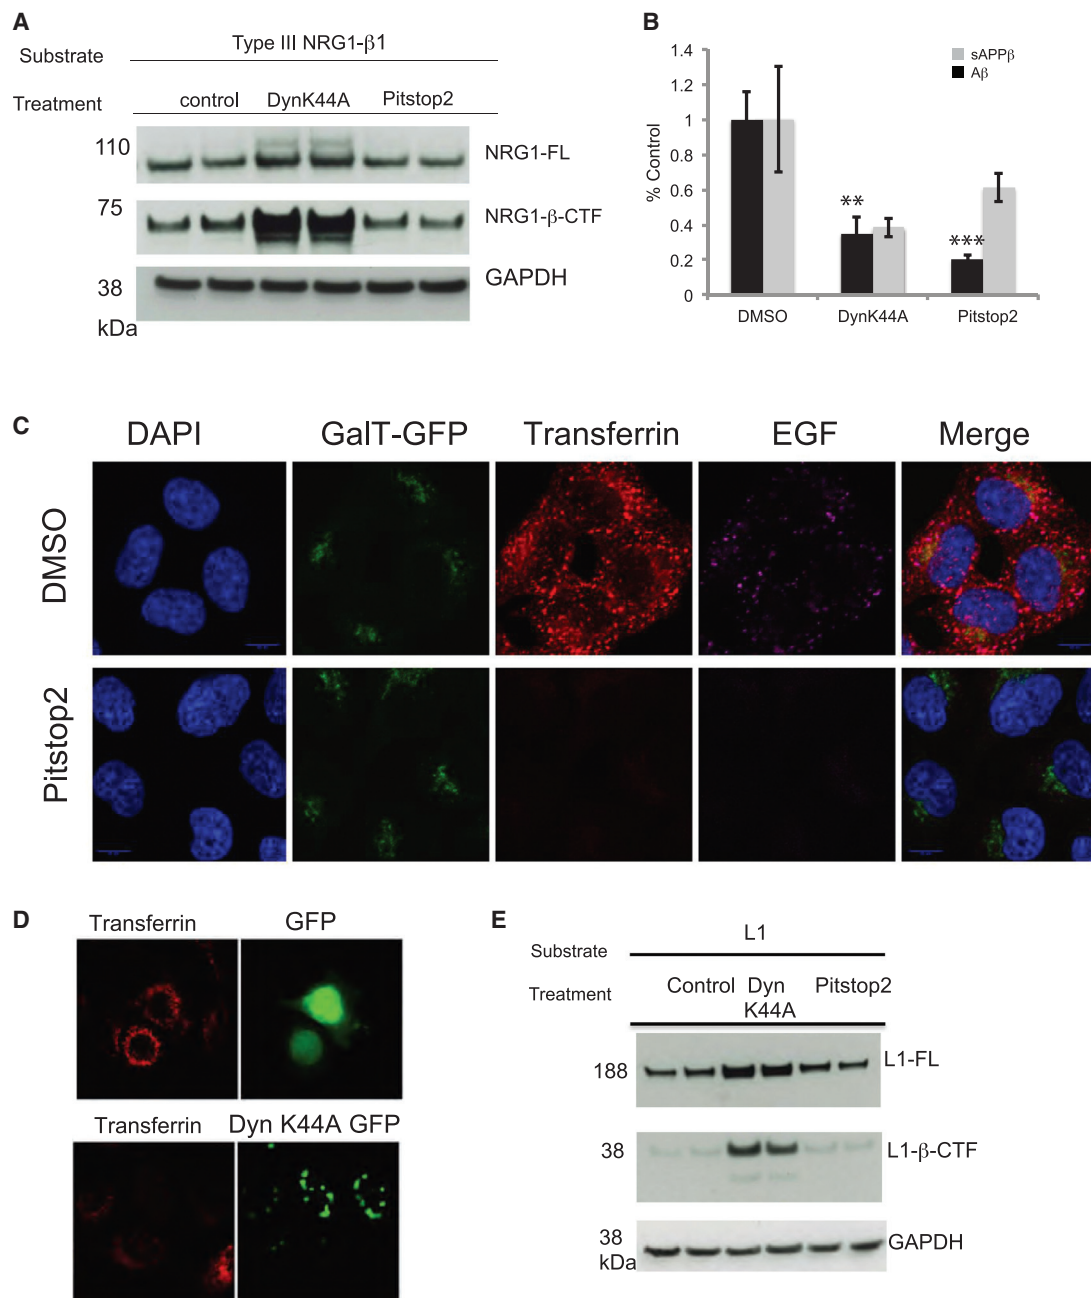 A
Substrate
Type III NRG1-β1
Treatment
control
DynK44A
Pitstop2
110
NRG1-FL
75
NRG1-β-CTF
GAPDH
38
kDa
B
1.4
1.2
1
0.8
0.6
0.4
0.2
0
% Control
sAPPβ
Aβ
**
***
DMSO
DynK44A
Pitstop2
C
DAPI
GalT-GFP
Transferrin
EGF
Merge
DMSO
Pitstop2
D
Transferrin
GFP
Transferrin
Dyn K44A GFP
E
L1
Substrate
Treatment
Control
Dyn
K44A
Pitstop2
188
L1-FL
38
L1-β-CTF
38
kDa
GAPDH